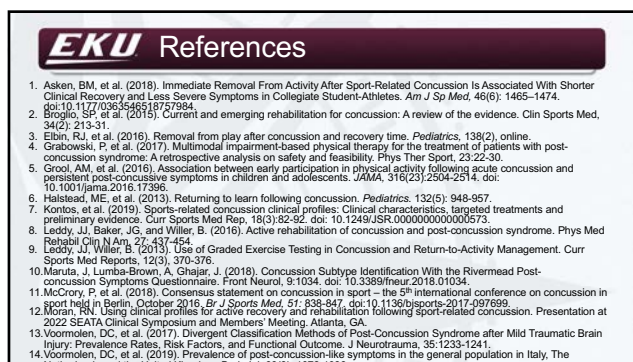 EKU References
1. Asken, BM, et al. (2018). Immediate Removal From Activity After Sport-Related Concussion Is Associated With Shorter
Clinical Recovery and Less Severe Symptoms in Collegiate Student-Athletes. Am J Sp Med, 46(6): 1465–1474.
doi:10.1177/0363546518757984.
2. Broglio, SP, et al. (2015). Current and emerging rehabilitation for concussion: A review of the evidence. Clin Sports Med,
34(2): 213-31.
3. Elbin, RJ, et al. (2016). Removal from play after concussion and recovery time. Pediatrics, 138(2), online.
4. Grabowski, P, et al. (2017). Multimodal impairment-based physical therapy for the treatment of patients with post-
concussion syndrome: A retrospective analysis on safety and feasibility. Phys Ther Sport, 23:22-30.
5. Grool, AM, et al. (2016). Association between early participation in physical activity following acute concussion and
persistent post-concussive symptoms in children and adolescents. JAMA, 316(23):2504-2514. doi:
10.1001/jama.2016.17396.
6. Halstead, ME, et al. (2013). Returning to learn following concussion. Pediatrics. 132(5): 948-957.
7. Kontos, et al. (2019). Sports-related concussion clinical profiles: Clinical characteristics, targeted treatments and
preliminary evidence. Curr Sports Med Rep, 18(3):82-92. doi: 10.1249/JSR.0000000000000573.
8. Leddy, JJ, Baker, JG, and Willer, B. (2016). Active rehabilitation of concussion and post-concussion syndrome. Phys Med
Rehabil Clin N Am, 27: 437-454.
9. Leddy, JJ, Willer, B. (2013). Use of Graded Exercise Testing in Concussion and Return-to-Activity Management. Curr
Sports Med Reports, 12(3), 370-376.
10. Maruta, J, Lumba-Brown, A, Ghajar, J. (2018). Concussion Subtype Identification With the Rivermead Post-
concussion Symptoms Questionnaire. Front Neurol, 9:1034. doi: 10.3389/fneur.2018.01034.
11. McCrory, P, et al. (2018). Consensus statement on concussion in sport – the 5th international conference on concussion in
sport held in Berlin, October 2016. Br J Sports Med, 51: 838-847. doi:10.1136/bjsports-2017-097699.
12. Moran, RN. Using clinical profiles for active recovery and rehabilitation following sport-related concussion. Presentation at
2022 SEATA Clinical Symposium and Members' Meeting. Atlanta, GA.
13. Voormolen, DC, et al. (2017). Divergent Classification Methods of Post-Concussion Syndrome after Mild Traumatic Brain
Injury: Prevalence Rates, Risk Factors, and Functional Outcome. J Neurotrauma, 35:1233-1241.
14. Voormolen, DC, et al. (2019). Prevalence of post-concussion-like symptoms in the general population in Italy, The